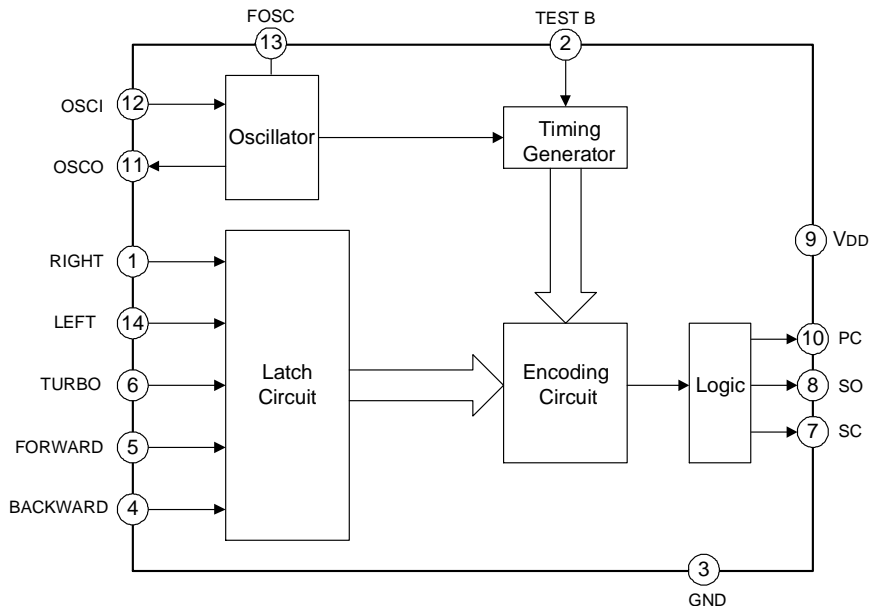 FOSC
TEST B
13
2
OSCI
12
Oscillator
Timing
Generator
OSCO
11
RIGHT
1
9
VDD
LEFT
14
TURBO
6
FORWARD
5
BACKWARD
4
Latch
Circuit
Encoding
Circuit
Logic
10
PC
8
SO
7
SC
3
GND